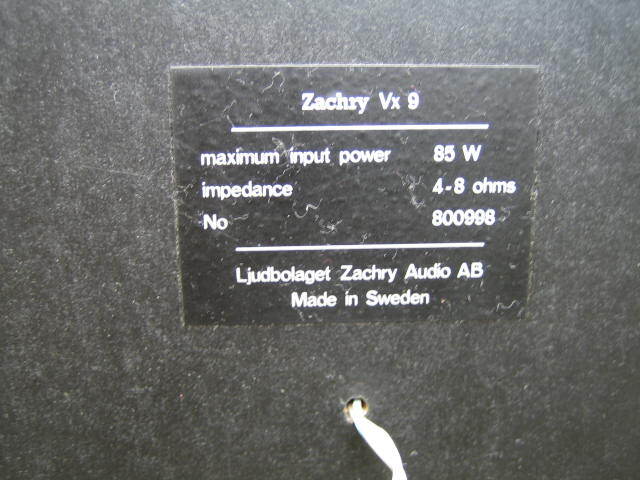 Zachry Vx 9
maximum input power 85 W
impedance 4-8 ohms
No 800998
Ljudbolaget Zachry Audio AB
Made in Sweden